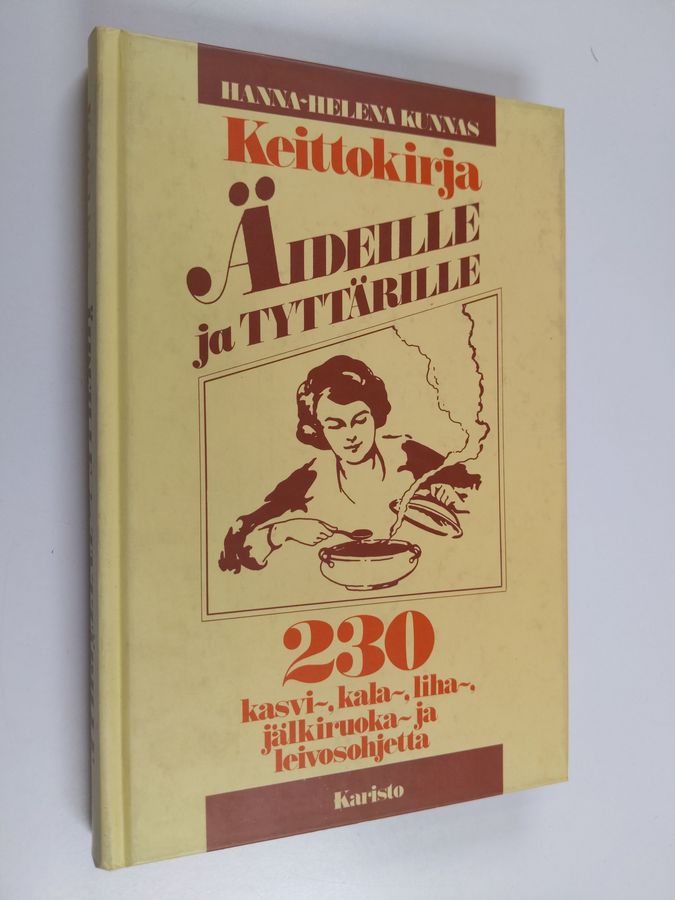 HANNA-HELENA KUNNAS
Keittokirja
ÄIDEILLE
ja TYTTÄRILLE
230
kasvi~, kala~, liha~,
jälkiruoka~ ja
leivosohjetta
Karisto